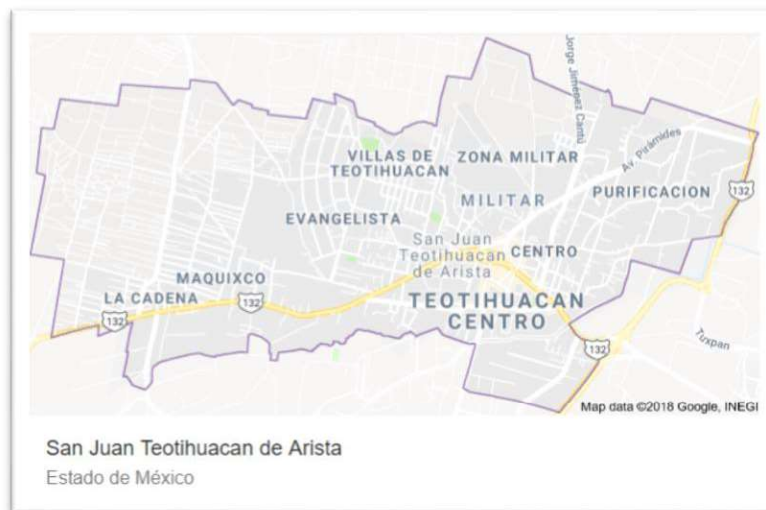 Jorge Jiménez Cantú
VILLAS DE
TEOTIHUACAN
ZONA MILITAR
Av. Pirámides
132
MILITAR
PURIFICACION
EVANGELISTA
San Juan
Teotihuacan
de Arista
CENTRO
MAQUIXCO
LA CADENA
132
132
TEOTIHUACAN
CENTRO
132
Tuxpan
Map data ©2018 Google, INEGI
San Juan Teotihuacan de Arista
Estado de México